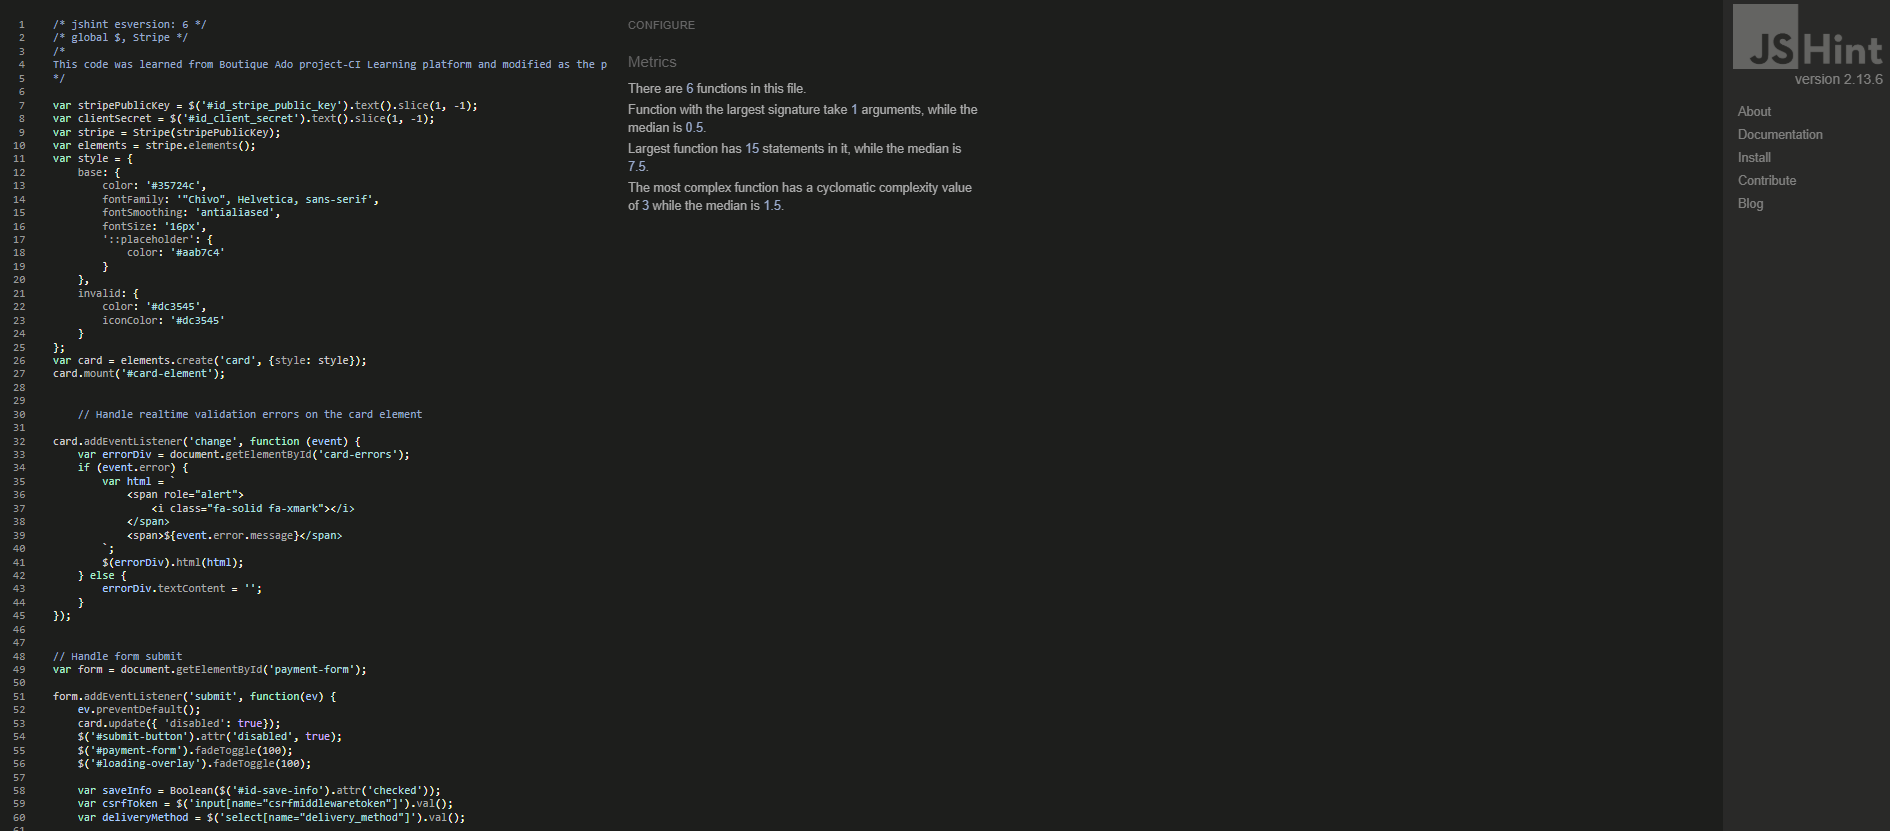 1 /* jshint esversion: 6 */
2 /* global $, Stripe */
3 /*
4 This code was learned from Boutique Ado project-CI Learning platform and modified as the p
5 */
6
7 var stripePublicKey = $('#id_stripe_public_key').text().slice(1, -1);
8 var clientSecret = $('#id_client_secret').text().slice(1, -1);
9 var stripe = Stripe(stripePublicKey);
10 var elements = stripe.elements();
11 var style = {
12     base: {
13         color: '#35724c',
14         fontFamily: '"Chivo", Helvetica, sans-serif',
15         fontSmoothing: 'antialiased',
16         fontSize: '16px',
17         '::placeholder': {
18             color: '#aab7c4'
19         }
20     },
21     invalid: {
22         color: '#dc3545',
23         iconColor: '#dc3545'
24     }
25 };
26 var card = elements.create('card', {style: style});
27 card.mount('#card-element');
28
29
30     // Handle realtime validation errors on the card element
31
32 card.addEventListener('change', function (event) {
33     var errorDiv = document.getElementById('card-errors');
34     if (event.error) {
35         var html = `
36             <span role="alert">
37                 <i class="fa-solid fa-xmark"></i>
38             </span>
39             <span>${event.error.message}</span>
40         `;
41         $(errorDiv).html(html);
42     } else {
43         errorDiv.textContent = '';
44     }
45 });
46
47
48 // Handle form submit
49 var form = document.getElementById('payment-form');
50
51 form.addEventListener('submit', function(ev) {
52     ev.preventDefault();
53     card.update({ 'disabled': true});
54     $('#submit-button').attr('disabled', true);
55     $('#payment-form').fadeToggle(100);
56     $('#loading-overlay').fadeToggle(100);
57
58     var saveInfo = Boolean($('#id-save-info').attr('checked'));
59     var csrfToken = $('input[name="csrfmiddlewaretoken"]').val();
60     var deliveryMethod = $('select[name="delivery_method"]').val();
61
CONFIGURE
Metrics
There are 6 functions in this file.
Function with the largest signature take 1 arguments, while the
median is 0.5.
Largest function has 15 statements in it, while the median is
7.5.
The most complex function has a cyclomatic complexity value
of 3 while the median is 1.5.
JSHint
version 2.13.6
About
Documentation
Install
Contribute
Blog